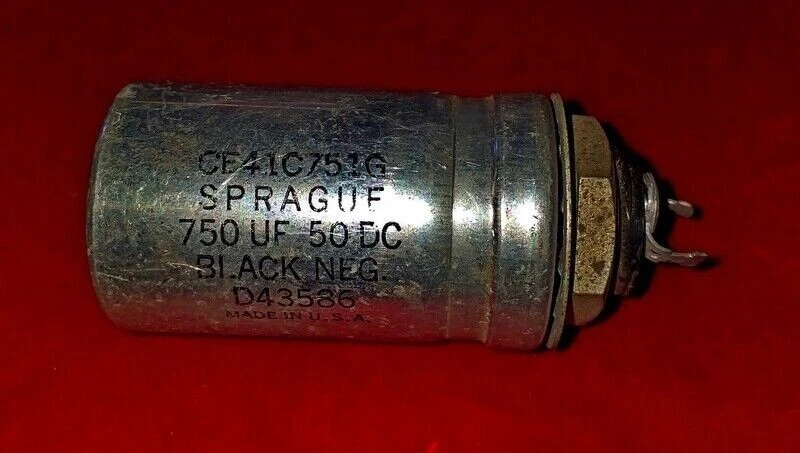 CE41C751G
SPRAGUE
750 UF 50 DC
BLACK NEG.
D43586
MADE IN U.S.A.